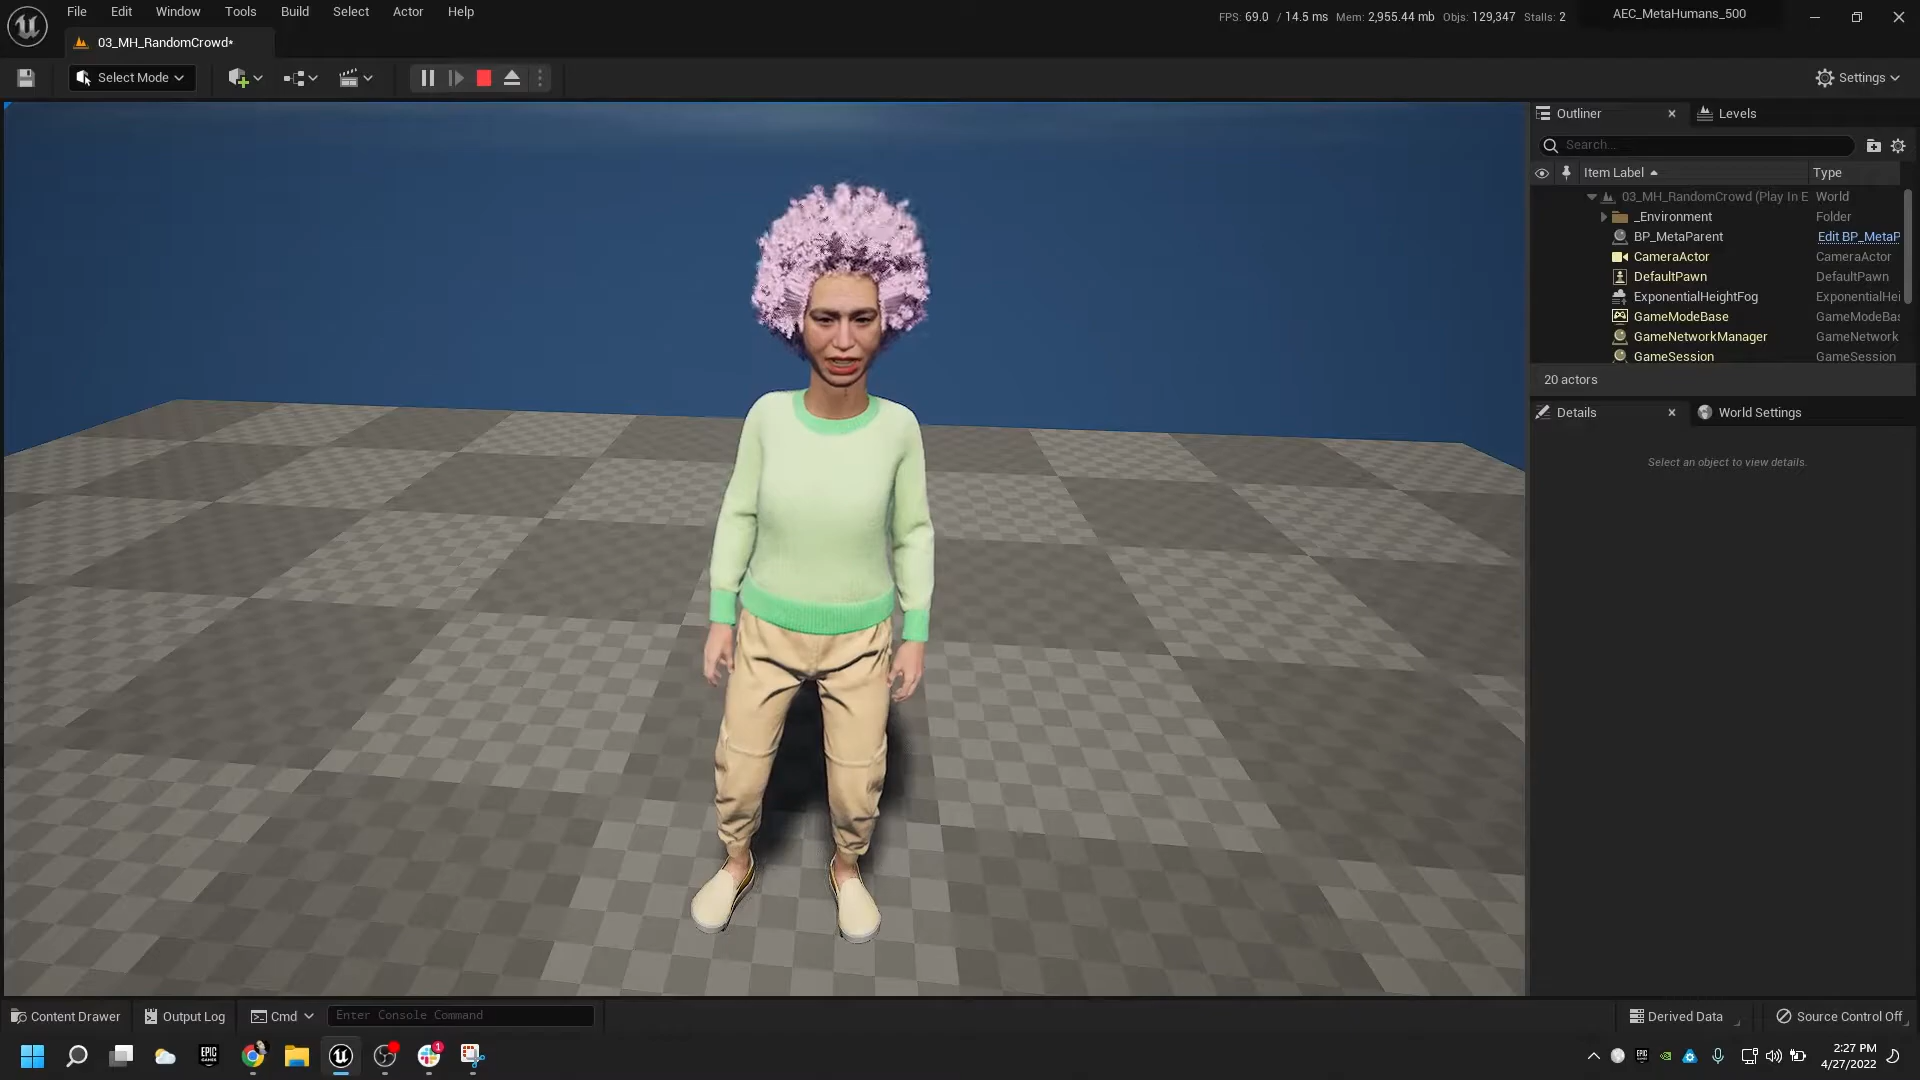 File Edit Window Tools Build Select Actor Help
FPS: 69.0 / 14.5 ms Mem: 2,955.44 mb Objs: 129,347 Stalls: 2
AEC_MetaHumans_500
03_MH_RandomCrowd*
Select Mode
Settings
Outliner
Levels
Search...
Item Label Type
03_MH_RandomCrowd (Play In E World
_Environment Folder
BP_MetaParent Edit BP_MetaP
CameraActor CameraActor
DefaultPawn DefaultPawn
ExponentialHeightFog ExponentialHei
GameModeBase GameModeBas
GameNetworkManager GameNetwork
GameSession GameSession
20 actors
Details
World Settings
Select an object to view details.
Content Drawer
Output Log
Cmd
Enter Console Command
Derived Data
Source Control Off
EPIC
GAMES
1
EPIC
2:27 PM
4/27/2022